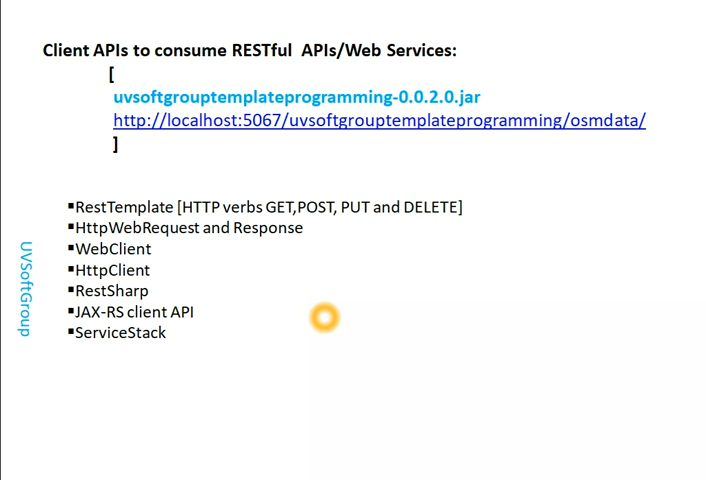 Client APIs to consume RESTful  APIs/Web Services:
[
uvsoftgrouptemplateprogramming-0.0.2.0.jar
http://localhost:5067/uvsoftgrouptemplateprogramming/osmdata/
]
▪RestTemplate [HTTP verbs GET,POST, PUT and DELETE]
▪HttpWebRequest and Response
▪WebClient
▪HttpClient
▪RestSharp
▪JAX-RS client API
▪ServiceStack
UVSoftGroup